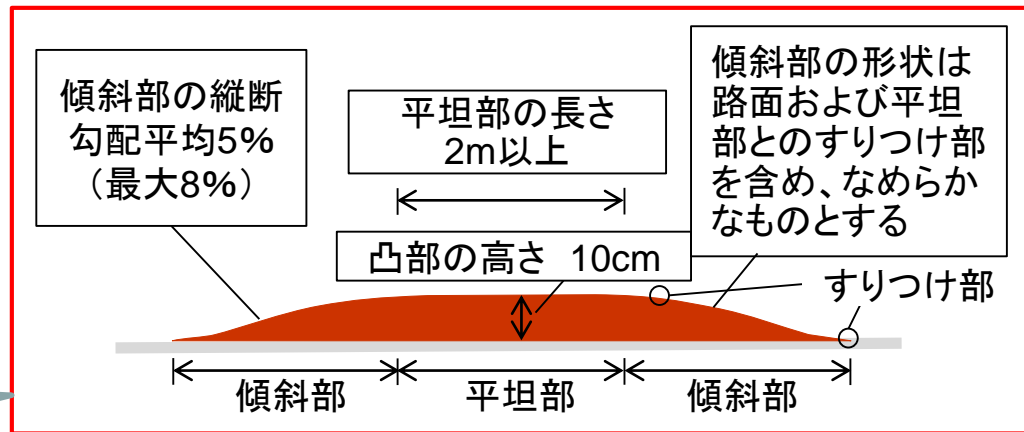 傾斜部の縦断
勾配平均5%
（最大8%）
平坦部の長さ
2m以上
傾斜部の形状は
路面および平坦
部とのすりつけ部
を含め、なめらか
なものとする
凸部の高さ 10cm
すりつけ部
傾斜部
平坦部
傾斜部